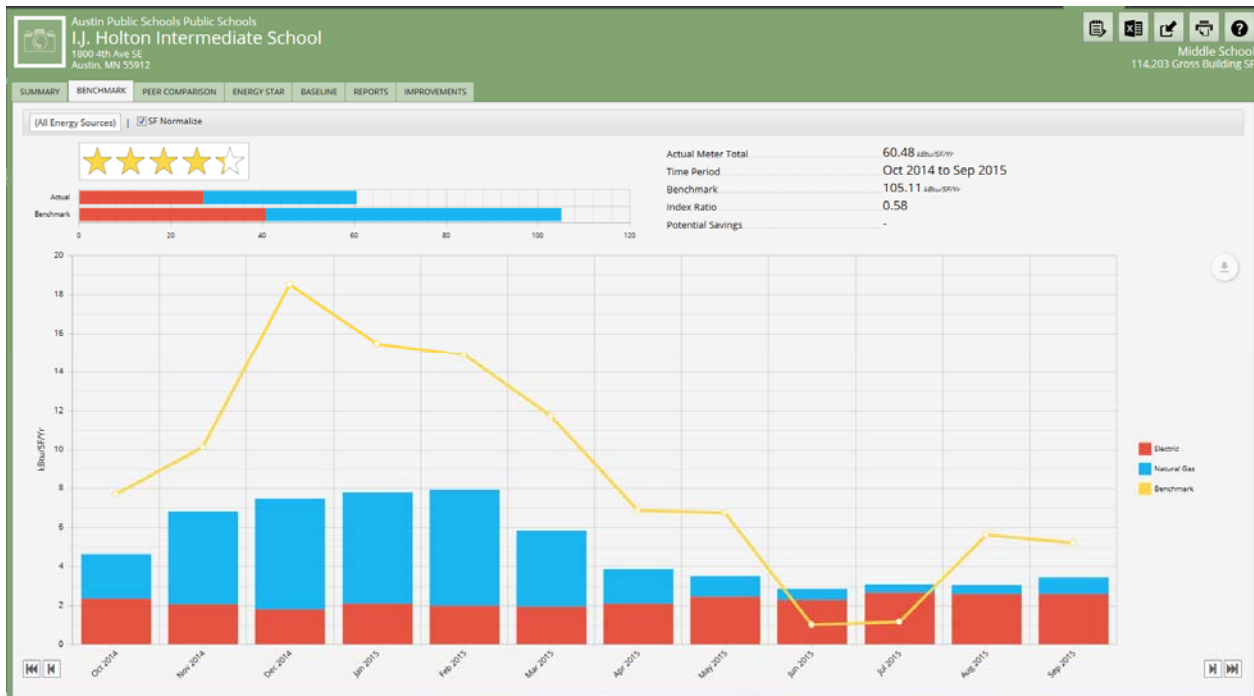 Austin Public Schools Public Schools
I.J. Holton Intermediate School
1800 4th Ave SE
Austin, MN 55912
Middle School
114,203 Gross Building SF
SUMMARY BENCHMARK PEER COMPARISON ENERGY STAR BASELINE REPORTS IMPROVEMENTS
(All Energy Sources) | SF Normalize
Actual Meter Total 60.48 kBtu/SF/Yr
Time Period Oct 2014 to Sep 2015
Benchmark 105.11 kBtu/SF/Yr
Index Ratio 0.58
Potential Savings -
Actual
Benchmark
0 20 40 60 80 100 120
20
18
16
14
12
10
8
6
4
2
0
kBtu/SF/Yr
Electric
Natural Gas
Benchmark
Oct 2014 Nov 2014 Dec 2014 Jan 2015 Feb 2015 Mar 2015 Apr 2015 May 2015 Jun 2015 Jul 2015 Aug 2015 Sep 2015